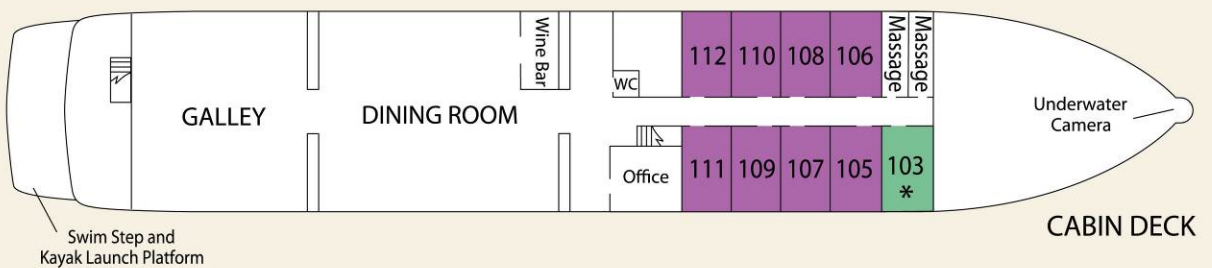 Wine Bar
112 110 108 106
Massage
Massage
WC
GALLEY
DINING ROOM
Underwater
Camera
Office
111 109 107 105 103
*
CABIN DECK
Swim Step and
Kayak Launch Platform